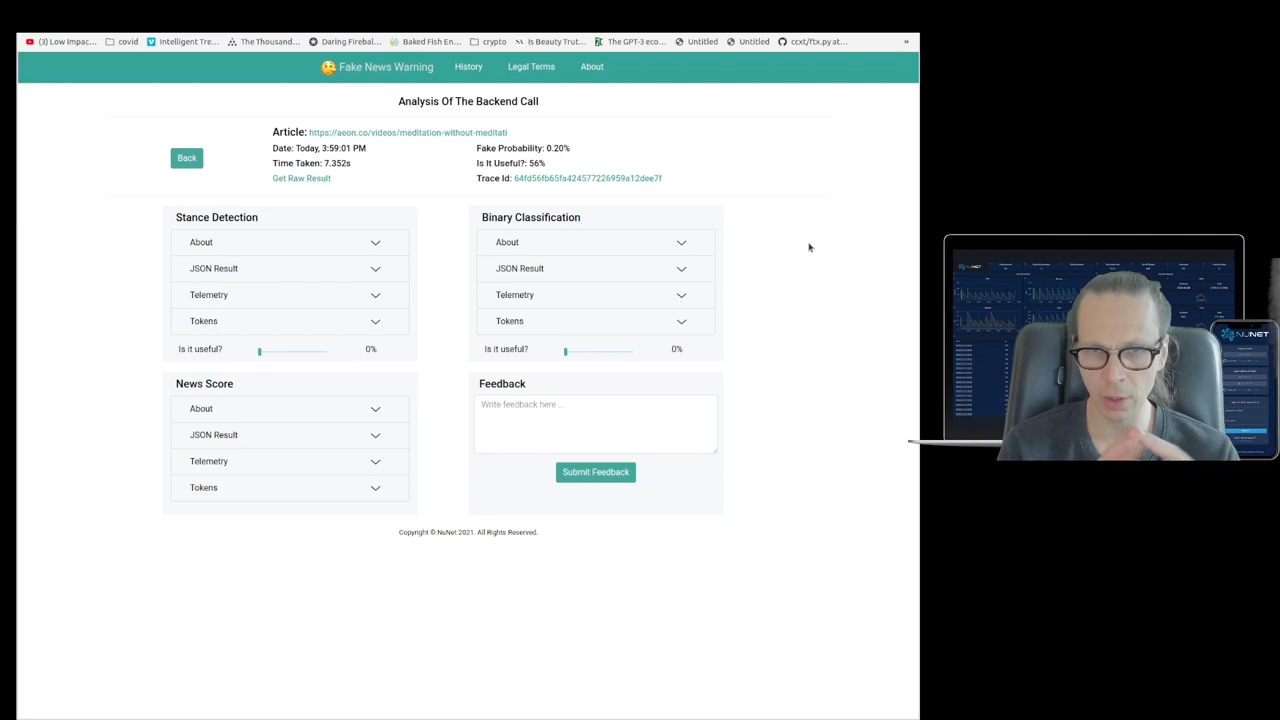 (3) Low Impac... covid Intelligent Tre... The Thousand... Daring Firebal... Baked Fish En... crypto Is Beauty Trut... The GPT-3 eco... Untitled Untitled ccxt/ftx.py at... »
Fake News Warning History Legal Terms About
Analysis Of The Backend Call
Article: https://aeon.co/videos/meditation-without-meditati
Back
Date: Today, 3:59:01 PM Fake Probability: 0.20%
Time Taken: 7.352s Is It Useful?: 56%
Get Raw Result Trace Id: 64fd56fb65fa424577226959a12dee7f
Stance Detection
About
JSON Result
Telemetry
Tokens
Is it useful? 0%
Binary Classification
About
JSON Result
Telemetry
Tokens
Is it useful? 0%
News Score
About
JSON Result
Telemetry
Tokens
Feedback
Write feedback here ...
Submit Feedback
Copyright © NuNet 2021. All Rights Reserved.
NUNET
NUNET